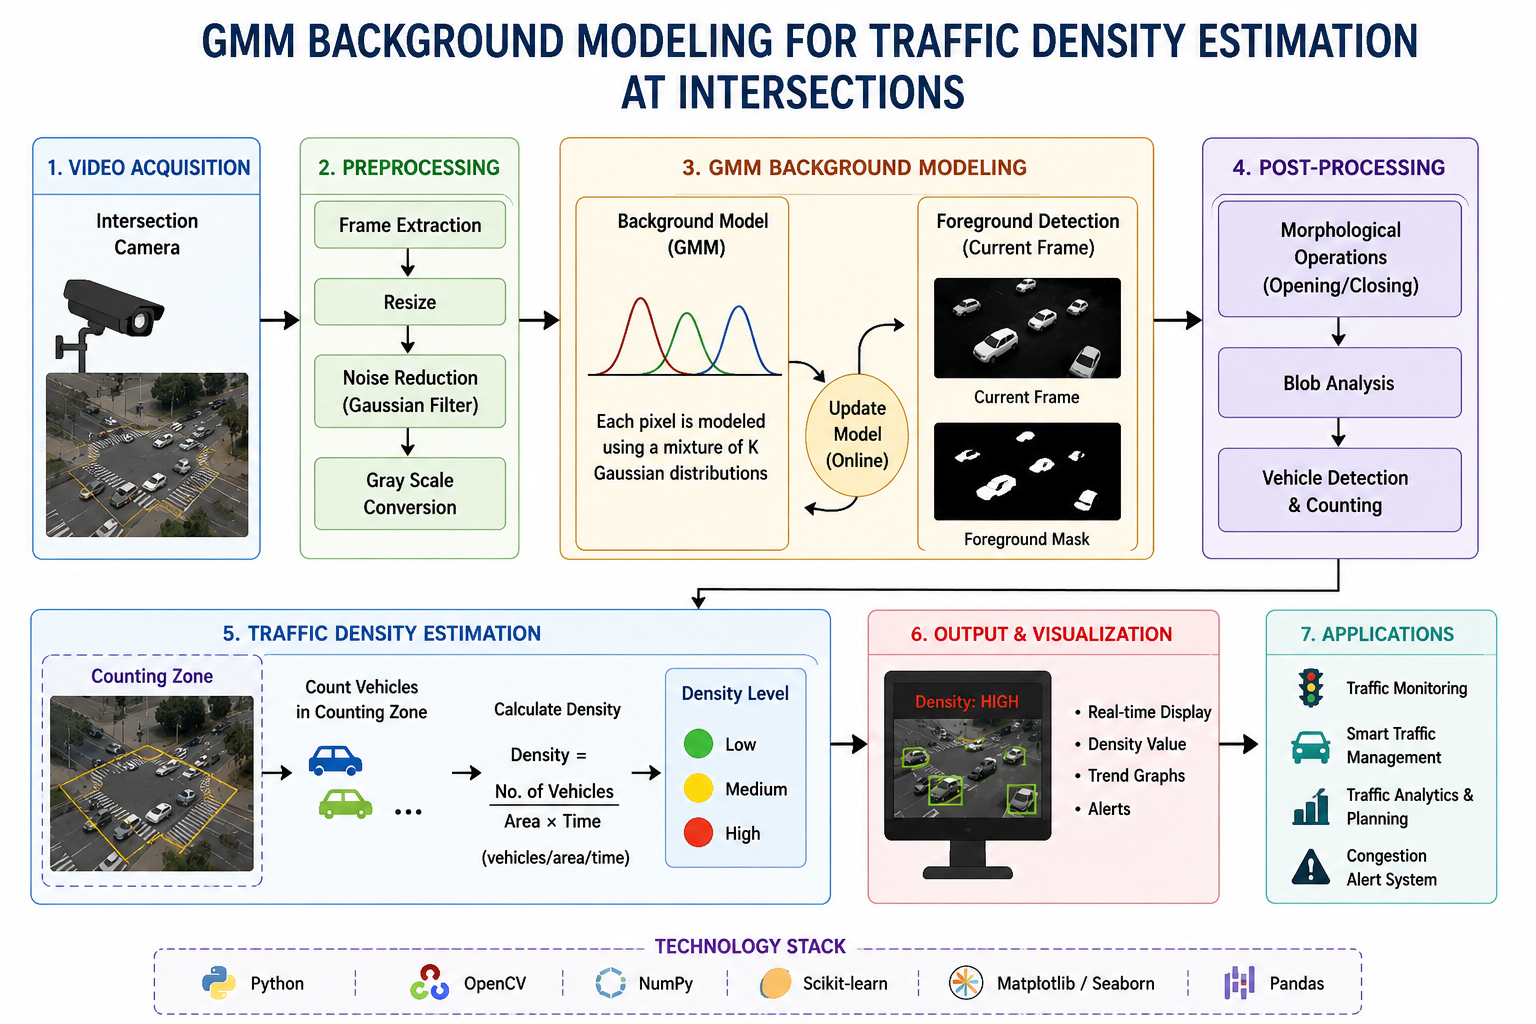 GMM BACKGROUND MODELING FOR TRAFFIC DENSITY ESTIMATION
AT INTERSECTIONS
1. VIDEO ACQUISITION
Intersection
Camera
2. PREPROCESSING
Frame Extraction
Resize
Noise Reduction
(Gaussian Filter)
Gray Scale
Conversion
3. GMM BACKGROUND MODELING
Background Model
(GMM)
Each pixel is modeled
using a mixture of K
Gaussian distributions
Update
Model
(Online)
Foreground Detection
(Current Frame)
Current Frame
Foreground Mask
4. POST-PROCESSING
Morphological
Operations
(Opening/Closing)
Blob Analysis
Vehicle Detection
& Counting
5. TRAFFIC DENSITY ESTIMATION
Counting Zone
Count Vehicles
in Counting Zone
...
Calculate Density
Density =
No. of Vehicles
Area × Time
(vehicles/area/time)
Density Level
Low
Medium
High
6. OUTPUT & VISUALIZATION
Density: HIGH
• Real-time Display
• Density Value
• Trend Graphs
• Alerts
7. APPLICATIONS
Traffic Monitoring
Smart Traffic
Management
Traffic Analytics &
Planning
Congestion
Alert System
TECHNOLOGY STACK
Python
OpenCV
NumPy
Scikit-learn
Matplotlib / Seaborn
Pandas